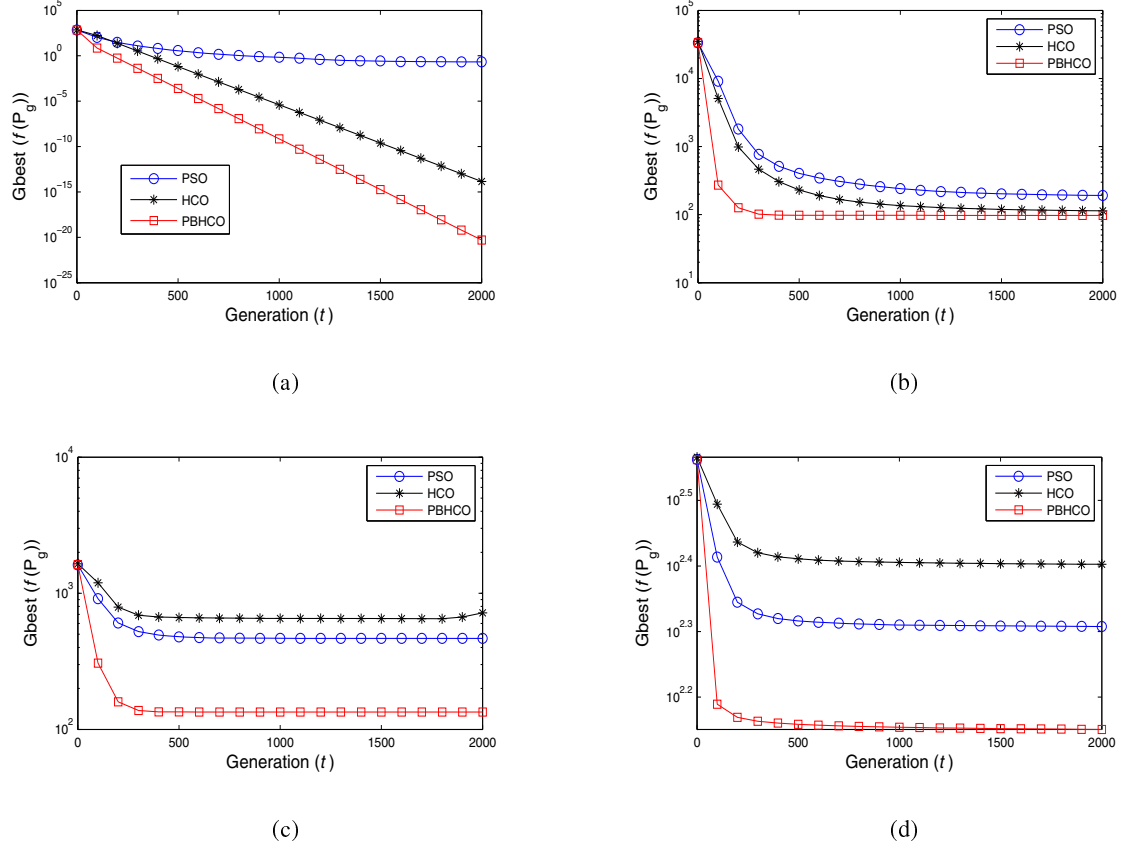 10^5
10^0
10^-5
10^-10
10^-15
10^-20
10^-25
Gbest (f (P_g))
PSO
HCO
PBHCO
0
500
1000
1500
2000
Generation (t)
(a)
10^5
10^4
10^3
10^2
10^1
Gbest (f (P_g))
PSO
HCO
PBHCO
0
500
1000
1500
2000
Generation (t)
(b)
10^4
10^3
10^2
Gbest (f (P_g))
PSO
HCO
PBHCO
0
500
1000
1500
2000
Generation (t)
(c)
10^2.5
10^2.4
10^2.3
10^2.2
Gbest (f (P_g))
PSO
HCO
PBHCO
0
500
1000
1500
2000
Generation (t)
(d)